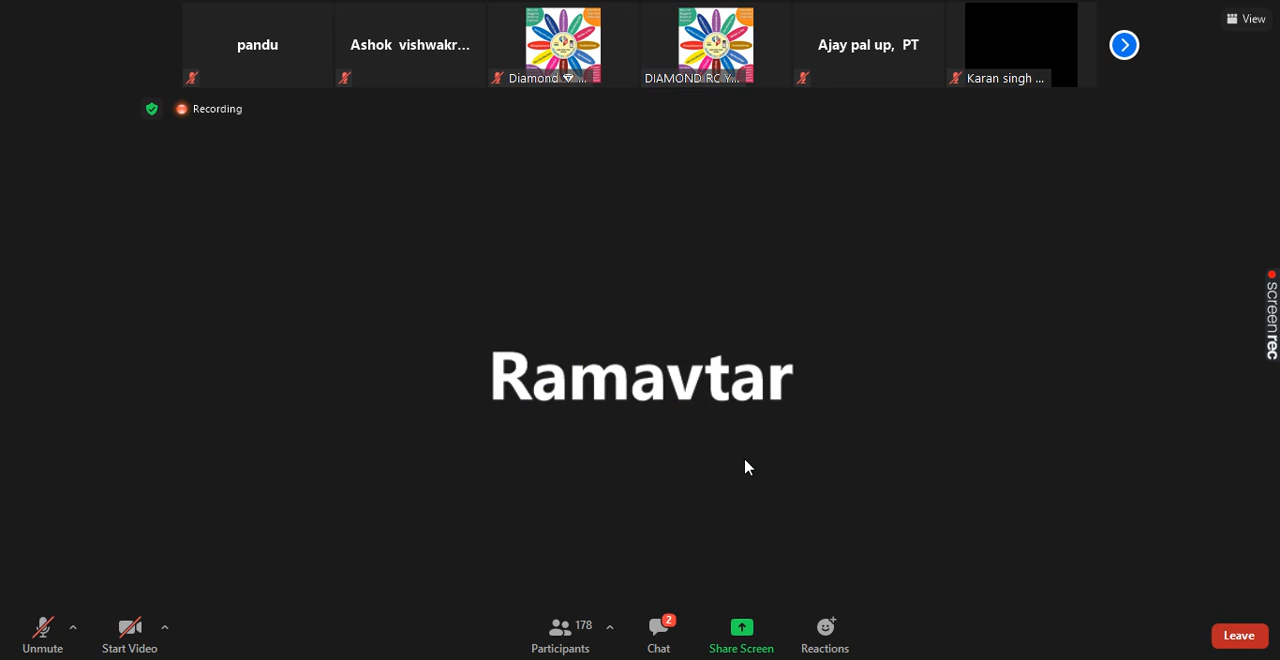 View
pandu
Ashok vishwakr...
Diamond
DIAMOND RC Y...
Ajay pal up, PT
Karan singh ...
Recording
Ramavtar
screenrec
Unmute
Start Video
178
Participants
2
Chat
Share Screen
Reactions
Leave